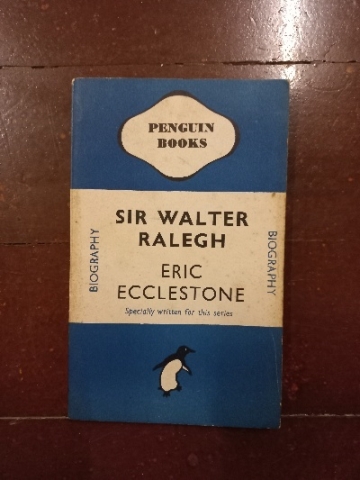 PENGUIN
BOOKS
SIR WALTER
RALEGH
ERIC
ECCLESTONE
Specially written for this series
BIOGRAPHY
BIOGRAPHY